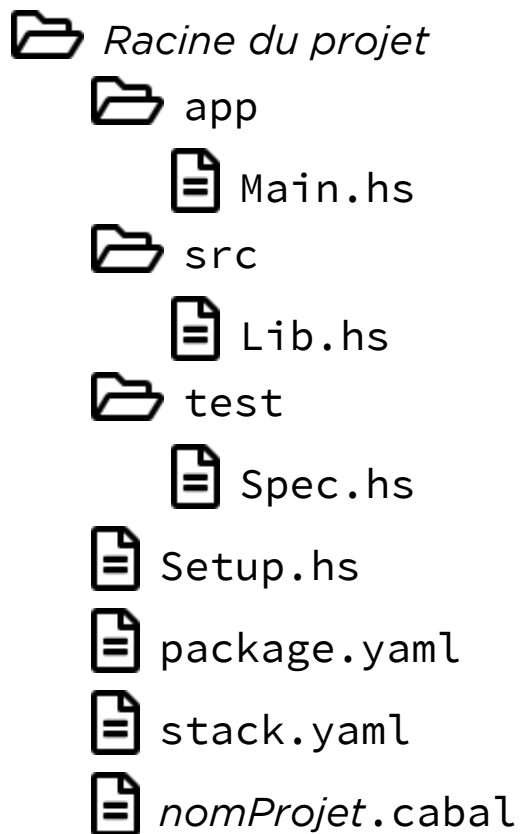 Racine du projet
app
Main.hs
src
Lib.hs
test
Spec.hs
Setup.hs
package.yaml
stack.yaml
nomProjet.cabal